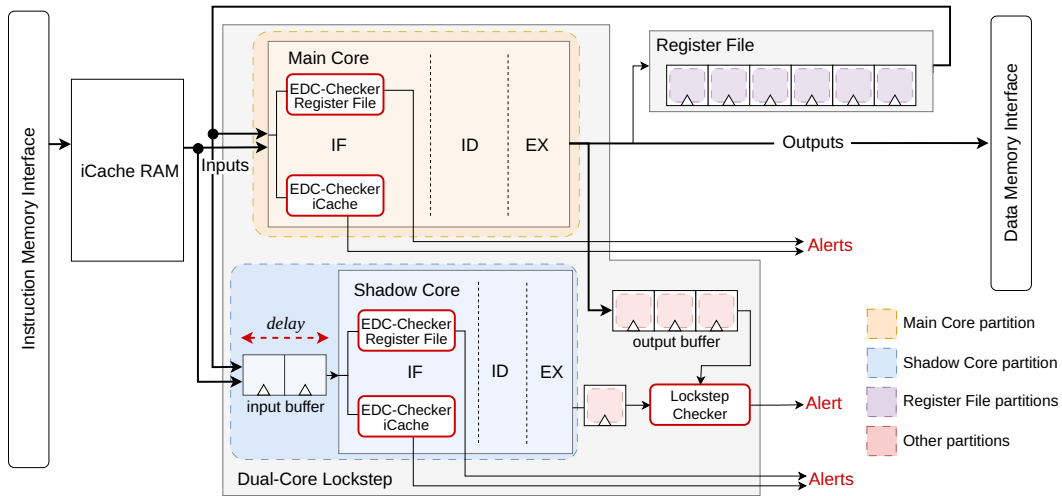 Instruction Memory Interface
iCache RAM
Inputs
Main Core
EDC-Checker
Register File
IF
ID
EX
EDC-Checker
iCache
Register File
Outputs
Data Memory Interface
Alerts
Shadow Core
delay
EDC-Checker
Register File
input buffer
IF
ID
EX
EDC-Checker
iCache
output buffer
Lockstep
Checker
Alert
Alerts
Dual-Core Lockstep
Main Core partition
Shadow Core partition
Register File partitions
Other partitions